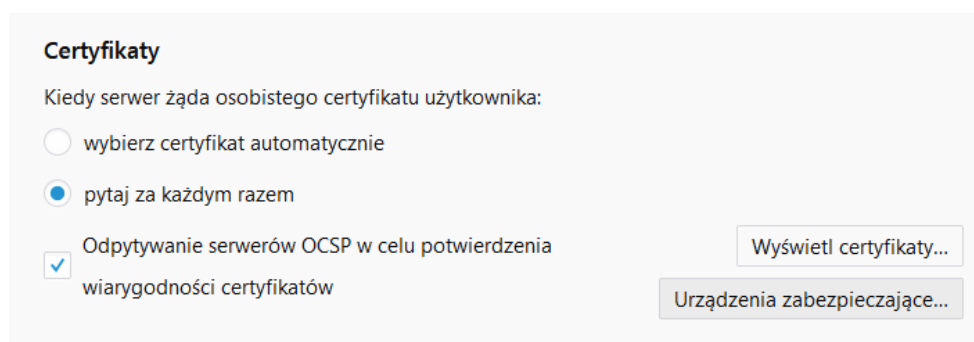 Certyfikaty
Kiedy serwer żąda osobistego certyfikatu użytkownika:
wybierz certyfikat automatycznie
pytaj za każdym razem
Odpytywanie serwerów OCSP w celu potwierdzenia
wiarygodności certyfikatów
Wyświetl certyfikaty...
Urządzenia zabezpieczające...